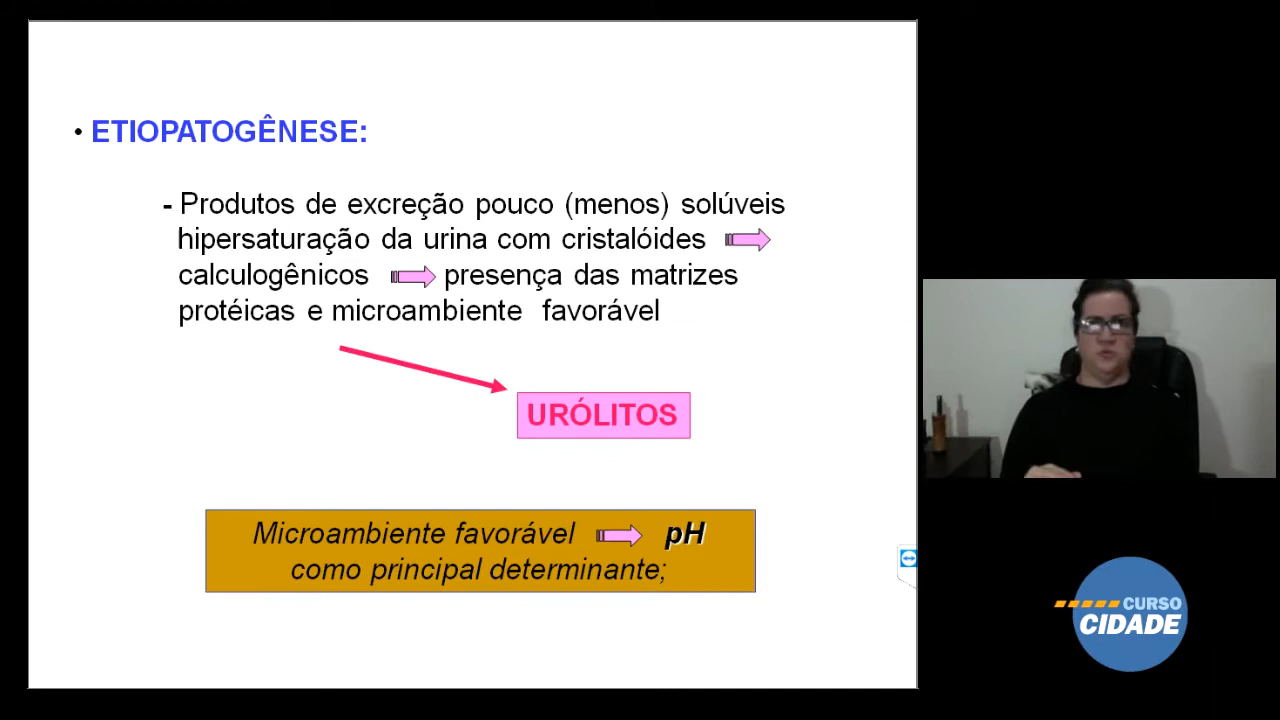 • ETIOPATOGÊNESE:
- Produtos de excreção pouco (menos) solúveis
hipersaturação da urina com cristalóides
calculogênicos presença das matrizes
protéicas e microambiente favorável
URÓLITOS
Microambiente favorável pH
como principal determinante;
CURSO
CIDADE